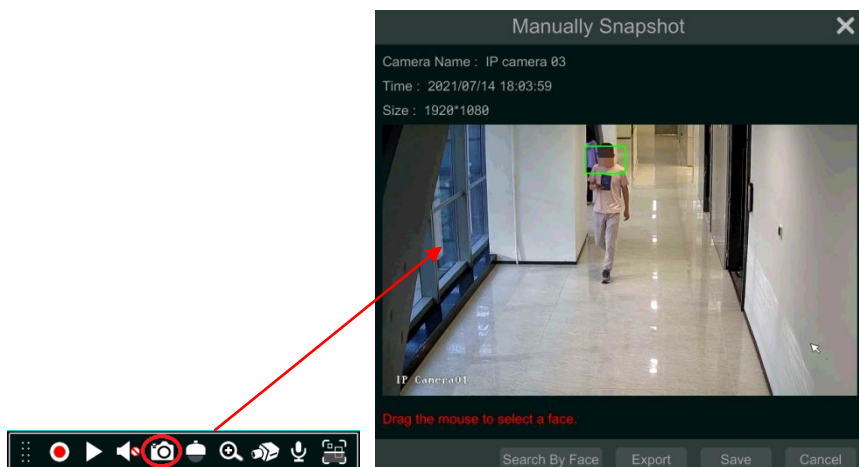 Manually Snapshot
Camera Name : IP camera 03
Time : 2021/07/14 18:03:59
Size : 1920*1080
IP Camera01
Drag the mouse to select a face.
Search By Face Export Save Cancel